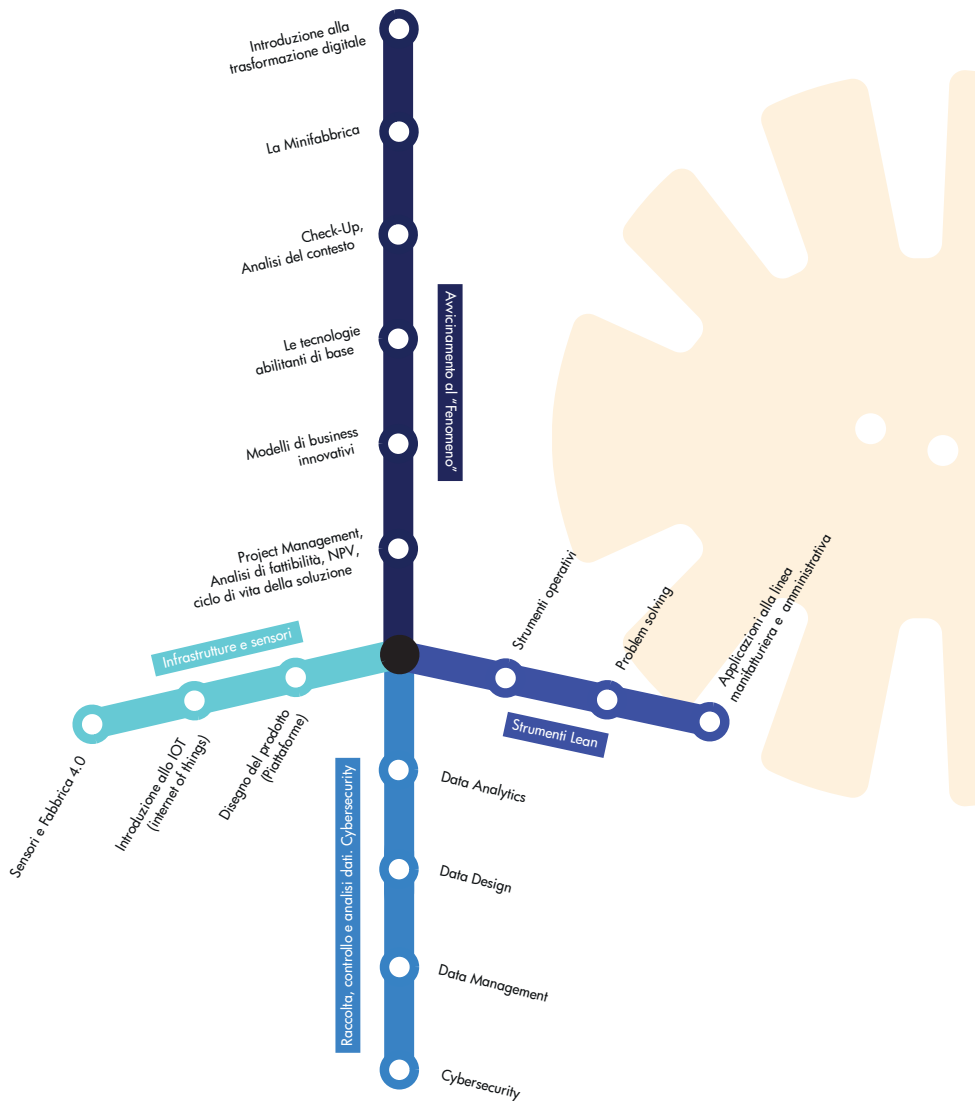 Introduzione alla
trasformazione digitale
La Minifabbrica
Check-Up,
Analisi del contesto
Le tecnologie
abilitanti di base
Avvicinamento al “Fenomeno”
Modelli di business
innovativi
Project Management,
Analisi di fattibilità, NPV,
ciclo di vita della soluzione
Infrastrutture e sensori
Sensori e Fabbrica 4.0
Introduzione allo IOT
(internet of things)
Disegno del prodotto
(Piattaforme)
Strumenti operativi
Problem solving
Applicazioni alla linea
manifatturiera e amministrativa
Strumenti Lean
Raccolta, controllo e analisi dati. Cybersecurity
Data Analytics
Data Design
Data Management
Cybersecurity